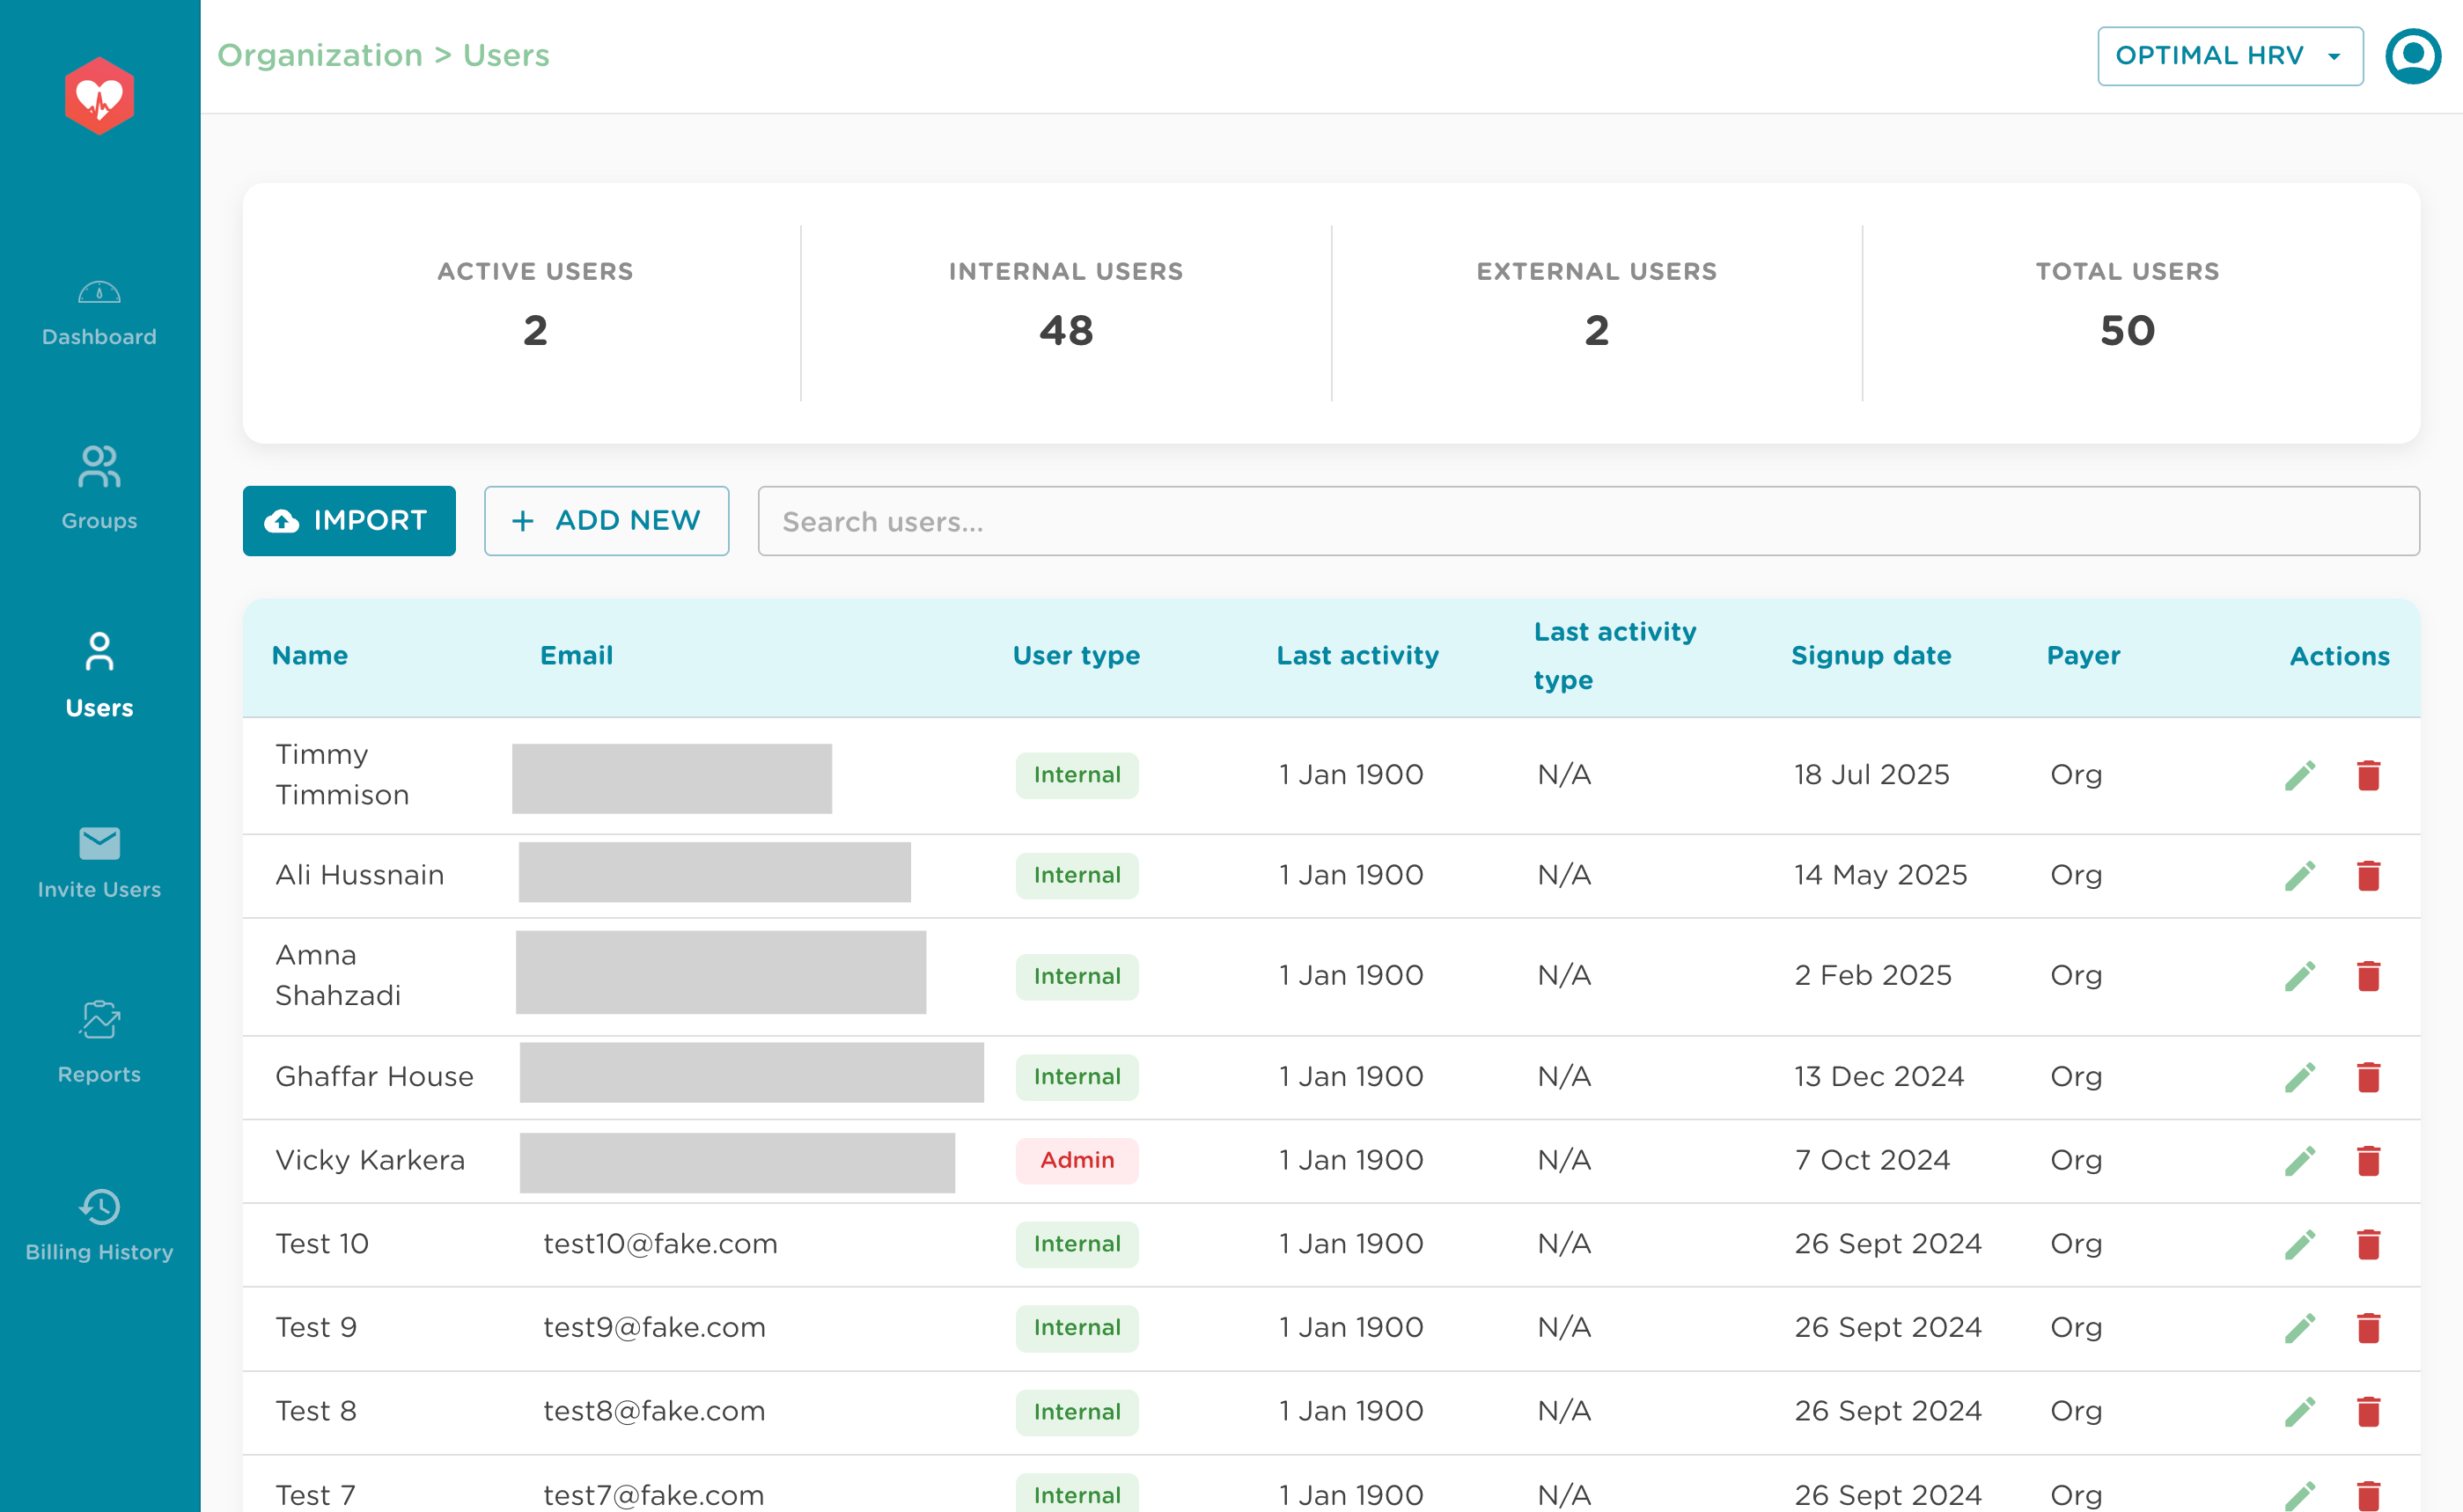 Organization > Users
OPTIMAL HRV
Dashboard
Groups
Users
Invite Users
Reports
Billing History
ACTIVE USERS
2
INTERNAL USERS
48
EXTERNAL USERS
2
TOTAL USERS
50
IMPORT
+ ADD NEW
Search users...
Name Email User type Last activity Last activity type Signup date Payer Actions
Timmy Timmison Internal 1 Jan 1900 N/A 18 Jul 2025 Org
Ali Hussnain Internal 1 Jan 1900 N/A 14 May 2025 Org
Amna Shahzadi Internal 1 Jan 1900 N/A 2 Feb 2025 Org
Ghaffar House Internal 1 Jan 1900 N/A 13 Dec 2024 Org
Vicky Karkera Admin 1 Jan 1900 N/A 7 Oct 2024 Org
Test 10 test10@fake.com Internal 1 Jan 1900 N/A 26 Sept 2024 Org
Test 9 test9@fake.com Internal 1 Jan 1900 N/A 26 Sept 2024 Org
Test 8 test8@fake.com Internal 1 Jan 1900 N/A 26 Sept 2024 Org
Test 7 test7@fake.com Internal 1 Jan 1900 N/A 26 Sept 2024 Org